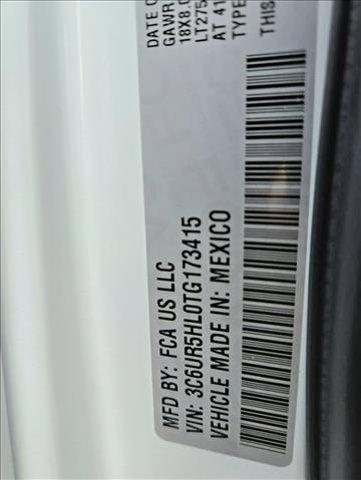 DATE O
GAWR
18X8.
LT275
AT 41
TYPE
THIS
MFD BY: FCA US LLC
VIN: 3C6UR5HL0TG173415
VEHICLE MADE IN: MEXICO